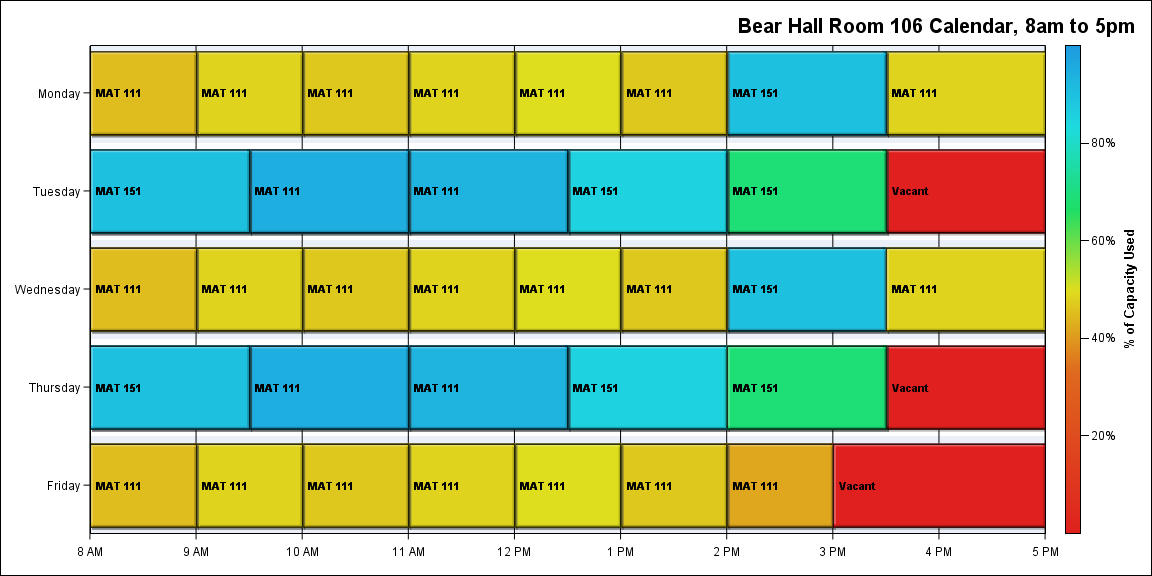 Bear Hall Room 106 Calendar, 8am to 5pm
Monday MAT 111 MAT 111 MAT 111 MAT 111 MAT 111 MAT 111 MAT 151 MAT 111
80%
Tuesday MAT 151 MAT 111 MAT 111 MAT 151 MAT 151 Vacant
60%
Wednesday MAT 111 MAT 111 MAT 111 MAT 111 MAT 111 MAT 111 MAT 151 MAT 111
% of Capacity Used
40%
Thursday MAT 151 MAT 111 MAT 111 MAT 151 MAT 151 Vacant
20%
Friday MAT 111 MAT 111 MAT 111 MAT 111 MAT 111 MAT 111 MAT 111 Vacant
8 AM 9 AM 10 AM 11 AM 12 PM 1 PM 2 PM 3 PM 4 PM 5 PM